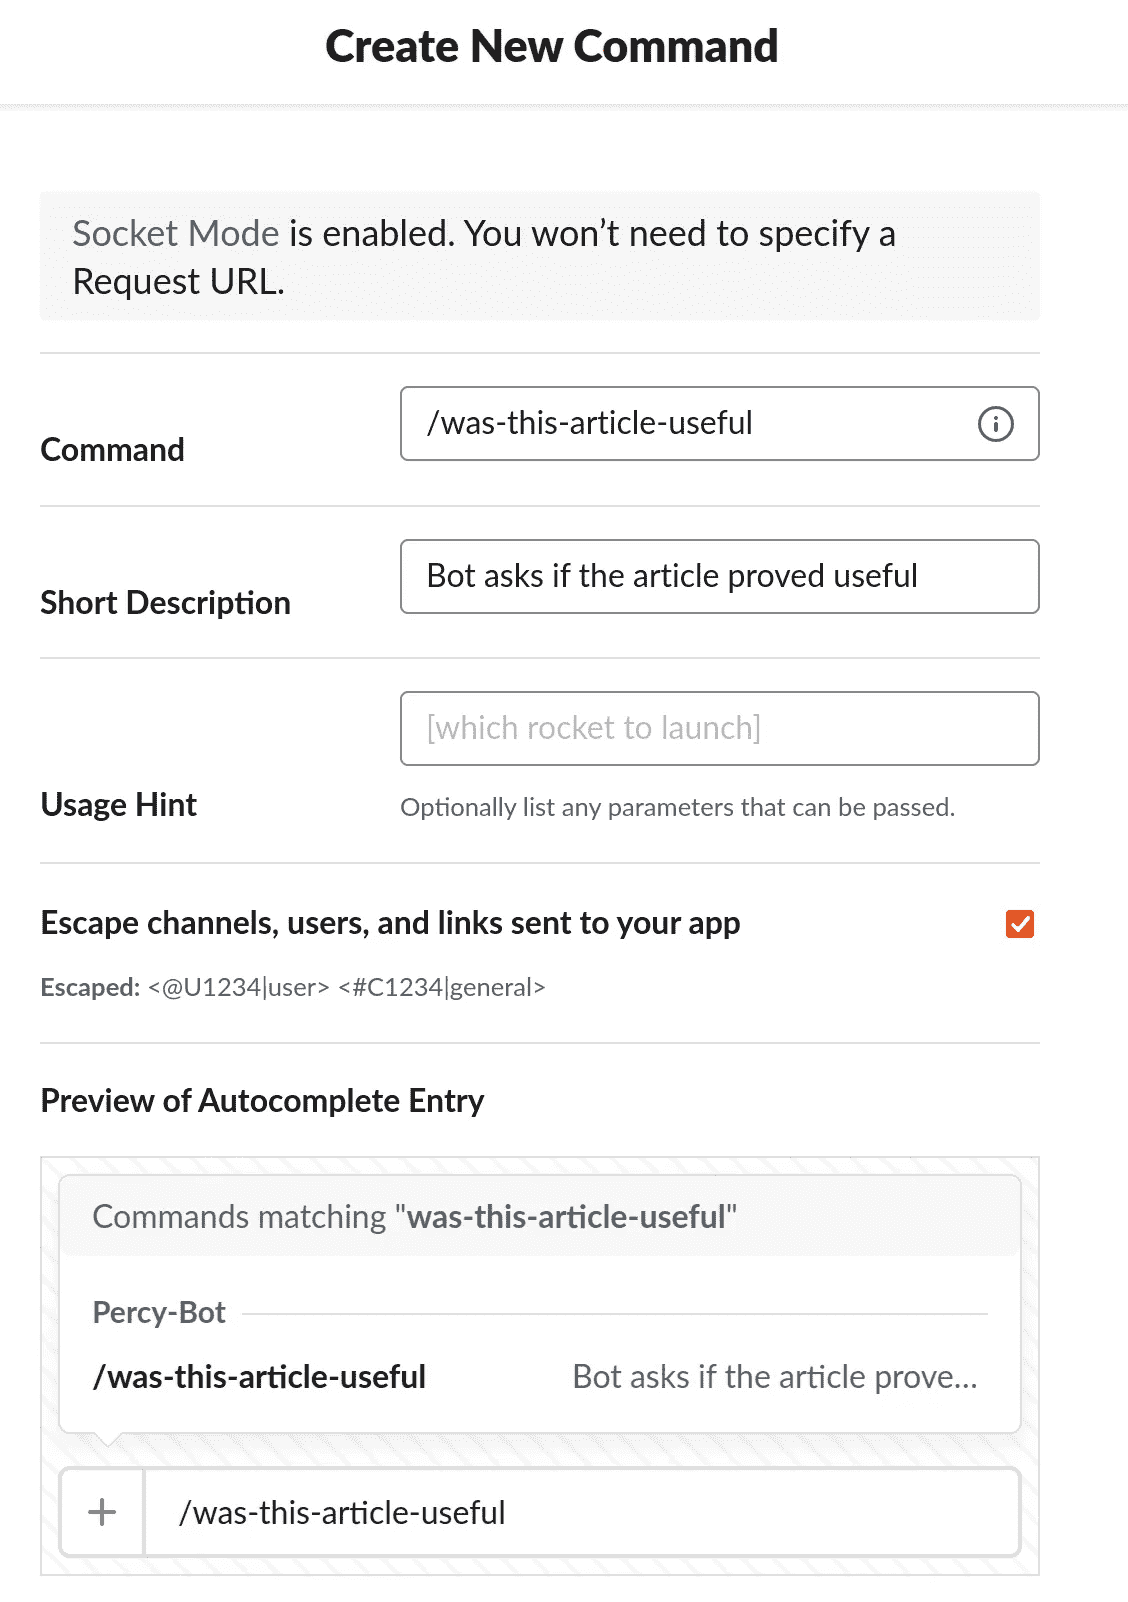 Create New Command
Socket Mode is enabled. You won’t need to specify a
Request URL.
Command
/was-this-article-useful
Short Description
Bot asks if the article proved useful
Usage Hint
[which rocket to launch]
Optionally list any parameters that can be passed.
Escape channels, users, and links sent to your app
Escaped: <@U1234|user> <#C1234|general>
Preview of Autocomplete Entry
Commands matching "was-this-article-useful"
Percy-Bot
/was-this-article-useful Bot asks if the article prove...
/was-this-article-useful